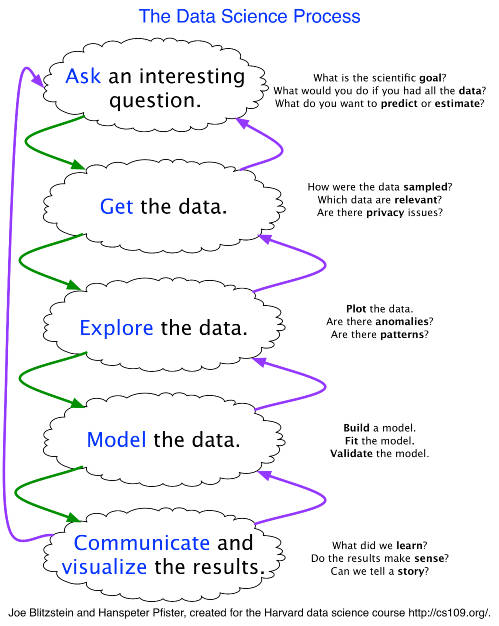 The Data Science Process
Ask an interesting
question.
What is the scientific goal?
What would you do if you had all the data?
What do you want to predict or estimate?
Get the data.
How were the data sampled?
Which data are relevant?
Are there privacy issues?
Explore the data.
Plot the data.
Are there anomalies?
Are there patterns?
Model the data.
Build a model.
Fit the model.
Validate the model.
Communicate and
visualize the results.
What did we learn?
Do the results make sense?
Can we tell a story?
Joe Blitzstein and Hanspeter Pfister, created for the Harvard data science course http://cs109.org/.